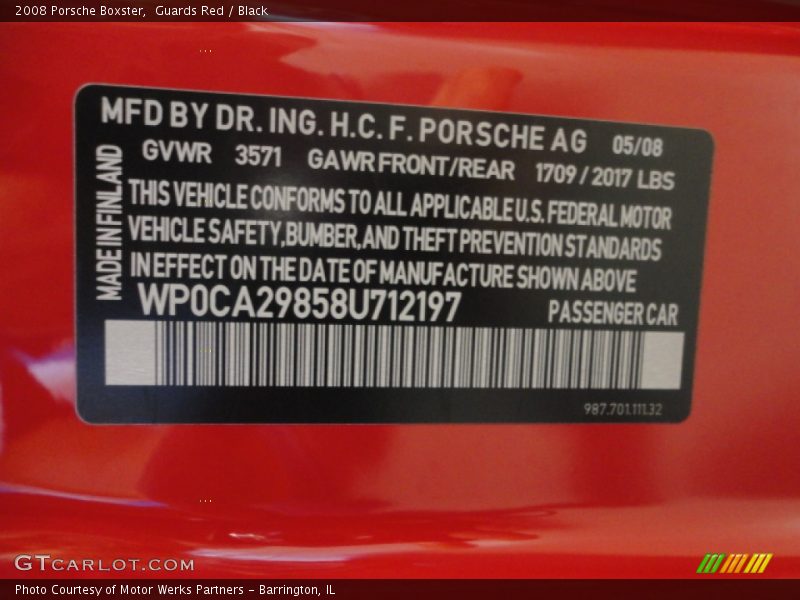 2008 Porsche Boxster,  Guards Red / Black
MFD BY DR. ING. H.C. F. PORSCHE AG 05/08
GVWR 3571 GAWR FRONT/REAR 1709 / 2017 LBS
MADE IN FINLAND
THIS VEHICLE CONFORMS TO ALL APPLICABLE U.S. FEDERAL MOTOR
VEHICLE SAFETY,BUMBER,AND THEFT PREVENTION STANDARDS
IN EFFECT ON THE DATE OF MANUFACTURE SHOWN ABOVE
WP0CA29858U712197 PASSENGER CAR
987.701.111.32
GTCARLOT.COM
Photo Courtesy of Motor Werks Partners - Barrington, IL